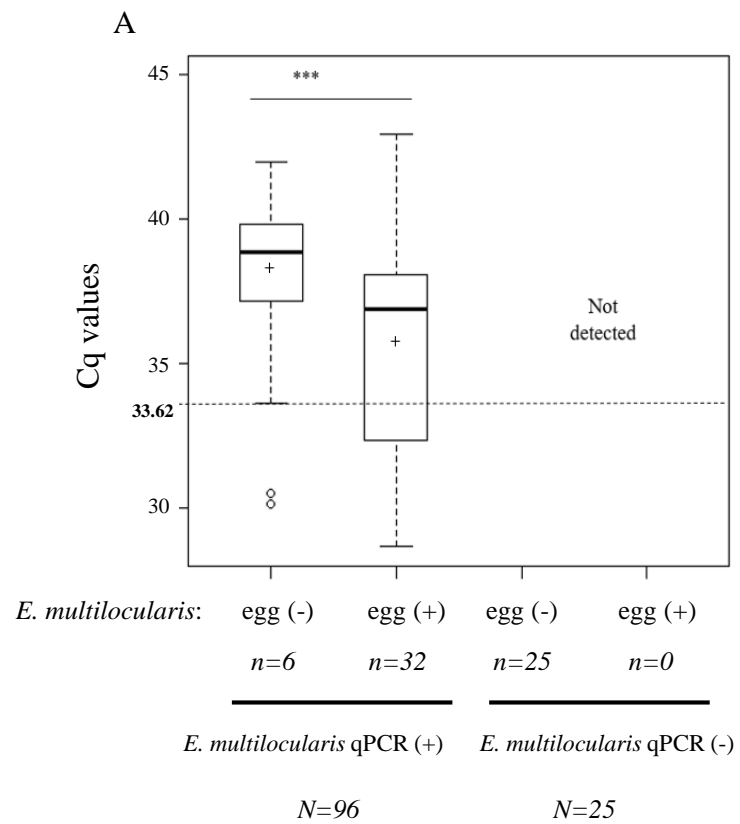 A
45
***
40
Cq values
Not
detected
35
33.62
30
E. multilocularis: egg (-) egg (+) egg (-) egg (+)
n=6 n=32 n=25 n=0
E. multilocularis qPCR (+) E. multilocularis qPCR (-)
N=96 N=25